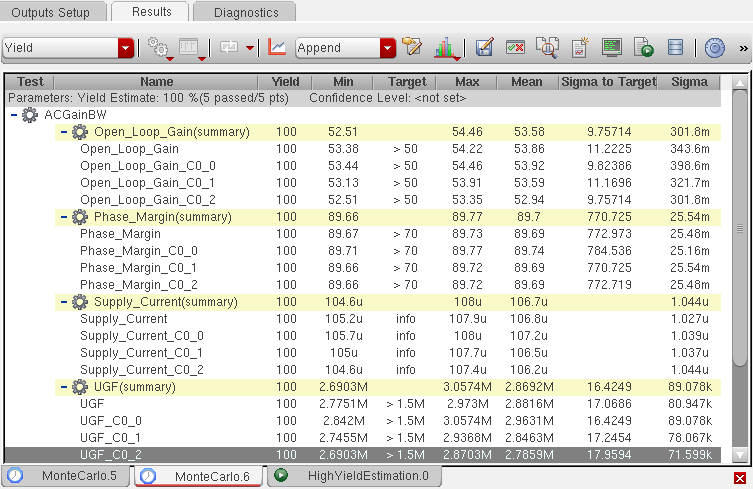 Outputs Setup Results Diagnostics
Yield Append »
Test Name Yield Min Target Max Mean Sigma to Target Sigma
Parameters: Yield Estimate: 100 %(5 passed/5 pts) Confidence Level: <not set>
ACGainBW
Open_Loop_Gain(summary) 100 52.51 54.46 53.58 9.75714 301.8m
Open_Loop_Gain 100 53.38 > 50 54.22 53.86 11.2225 343.6m
Open_Loop_Gain_C0_0 100 53.44 > 50 54.46 53.92 9.82386 398.6m
Open_Loop_Gain_C0_1 100 53.13 > 50 53.91 53.59 11.1696 321.7m
Open_Loop_Gain_C0_2 100 52.51 > 50 53.35 52.94 9.75714 301.8m
Phase_Margin(summary) 100 89.66 89.77 89.7 770.725 25.54m
Phase_Margin 100 89.67 > 70 89.73 89.69 772.973 25.48m
Phase_Margin_C0_0 100 89.71 > 70 89.77 89.74 784.536 25.16m
Phase_Margin_C0_1 100 89.66 > 70 89.72 89.69 770.725 25.54m
Phase_Margin_C0_2 100 89.66 > 70 89.72 89.69 772.719 25.48m
Supply_Current(summary) 100 104.6u 108u 106.7u 1.044u
Supply_Current 100 105.2u info 107.9u 106.8u 1.027u
Supply_Current_C0_0 100 105.7u info 108u 107.2u 1.039u
Supply_Current_C0_1 100 105u info 107.7u 106.5u 1.037u
Supply_Current_C0_2 100 104.6u info 107.4u 106.2u 1.044u
UGF(summary) 100 2.6903M 3.0574M 2.8692M 16.4249 89.078k
UGF 100 2.7751M > 1.5M 2.973M 2.8816M 17.0686 80.947k
UGF_C0_0 100 2.842M > 1.5M 3.0574M 2.9631M 16.4249 89.078k
UGF_C0_1 100 2.7455M > 1.5M 2.9368M 2.8463M 17.2454 78.067k
UGF_C0_2 100 2.6903M > 1.5M 2.8703M 2.7859M 17.9594 71.599k
MonteCarlo.5 MonteCarlo.6 HighYieldEstimation.0